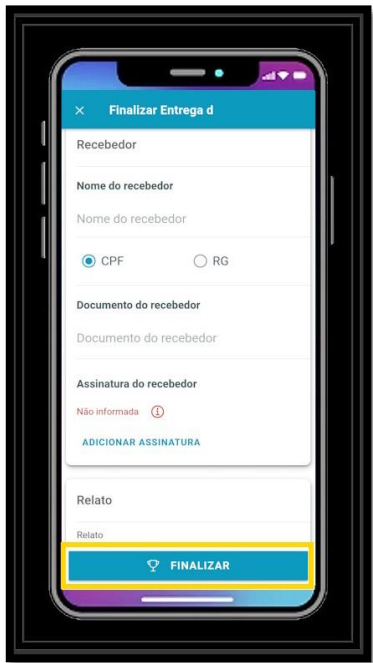 Finalizar Entrega d
Recebedor
Nome do recebedor
Nome do recebedor
CPF
RG
Documento do recebedor
Documento do recebedor
Assinatura do recebedor
Não informada
ADICIONAR ASSINATURA
Relato
Relato
FINALIZAR